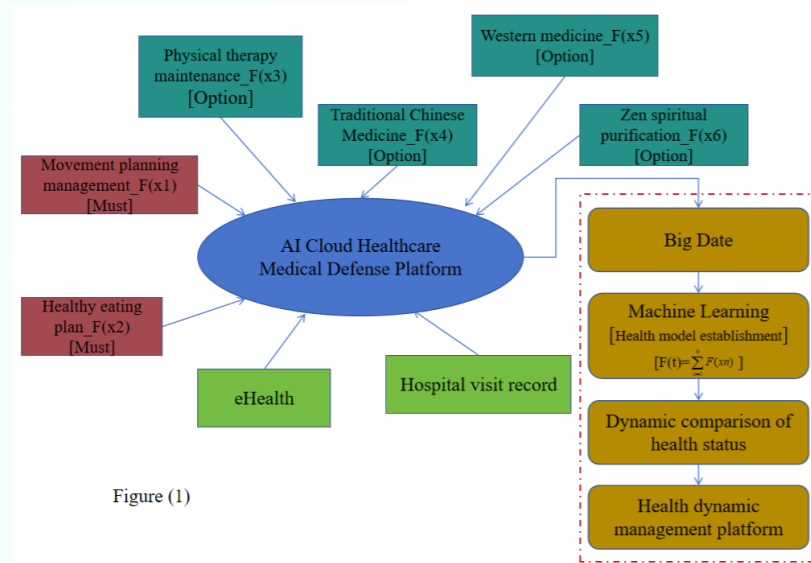 Physical therapy
maintenance_F(x3)
[Option]
Western medicine_F(x5)
[Option]
Traditional Chinese
Medicine_F(x4)
[Option]
Zen spiritual
purification_F(x6)
[Option]
Movement planning
management_F(x1)
[Must]
AI Cloud Healthcare
Medical Defense Platform
Healthy eating
plan_F(x2)
[Must]
eHealth
Hospital visit record
Big Date
Machine Learning
[Health model establishment]
[F(t)=∑F(xn) ]
Dynamic comparison of
health status
Health dynamic
management platform
Figure (1)